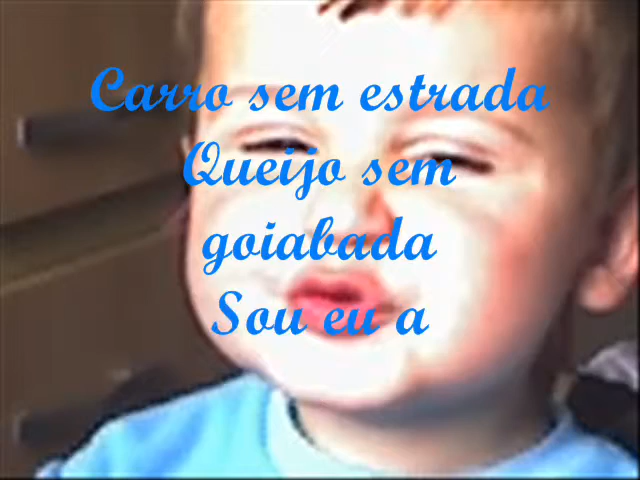 Carro sem estrada
Queijo sem
goiabada
Sou eu a